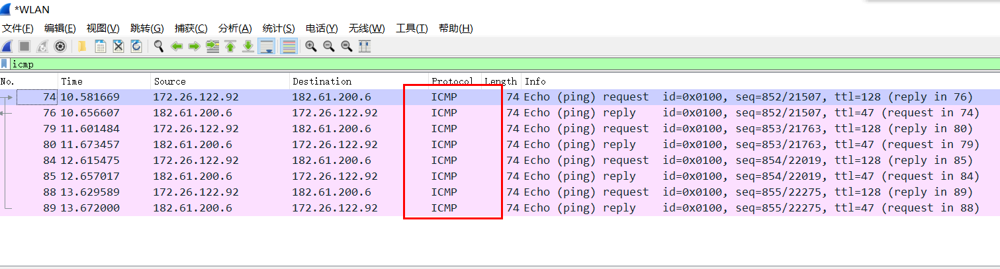 *WLAN
文件(F) 编辑(E) 视图(V) 跳转(G) 捕获(C) 分析(A) 统计(S) 电话(Y) 无线(W) 工具(T) 帮助(H)
icmp
No. Time Source Destination Protocol Length Info
74 10.581669 172.26.122.92 182.61.200.6 ICMP 74 Echo (ping) request id=0x0100, seq=852/21507, ttl=128 (reply in 76)
76 10.656607 182.61.200.6 172.26.122.92 ICMP 74 Echo (ping) reply id=0x0100, seq=852/21507, ttl=47 (request in 74)
79 11.601484 172.26.122.92 182.61.200.6 ICMP 74 Echo (ping) request id=0x0100, seq=853/21763, ttl=128 (reply in 80)
80 11.673457 182.61.200.6 172.26.122.92 ICMP 74 Echo (ping) reply id=0x0100, seq=853/21763, ttl=47 (request in 79)
84 12.615475 172.26.122.92 182.61.200.6 ICMP 74 Echo (ping) request id=0x0100, seq=854/22019, ttl=128 (reply in 85)
85 12.657017 182.61.200.6 172.26.122.92 ICMP 74 Echo (ping) reply id=0x0100, seq=854/22019, ttl=47 (request in 84)
88 13.629589 172.26.122.92 182.61.200.6 ICMP 74 Echo (ping) request id=0x0100, seq=855/22275, ttl=128 (reply in 89)
89 13.672000 182.61.200.6 172.26.122.92 ICMP 74 Echo (ping) reply id=0x0100, seq=855/22275, ttl=47 (request in 88)